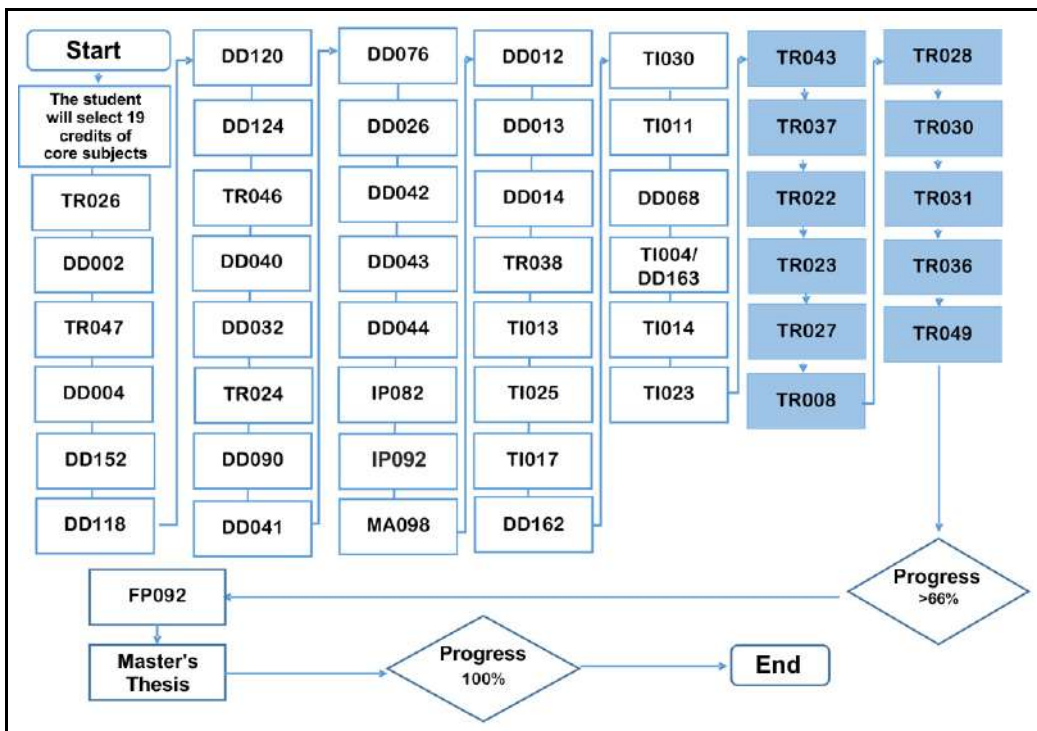 Start
The student
will select 19
credits of
core subjects
TR026
DD002
TR047
DD004
DD152
DD118
DD120
DD124
TR046
DD040
DD032
TR024
DD090
DD041
DD076
DD026
DD042
DD043
DD044
IP082
IP092
MA098
DD012
DD013
DD014
TR038
TI013
TI025
TI017
DD162
TI030
TI011
DD068
TI004/
DD163
TI014
TI023
TR043
TR037
TR022
TR023
TR027
TR008
TR028
TR030
TR031
TR036
TR049
Progress
>66%
FP092
Master's
Thesis
Progress
100%
End